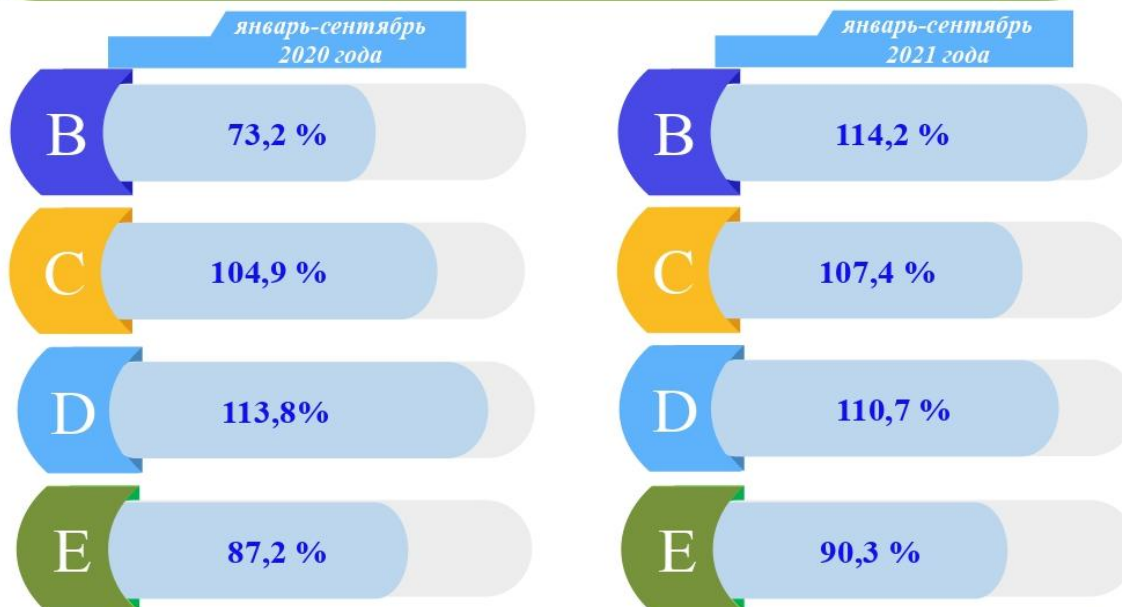 январь-сентябрь
2020 года
B
73,2 %
C
104,9 %
D
113,8%
E
87,2 %
январь-сентябрь
2021 года
B
114,2 %
C
107,4 %
D
110,7 %
E
90,3 %